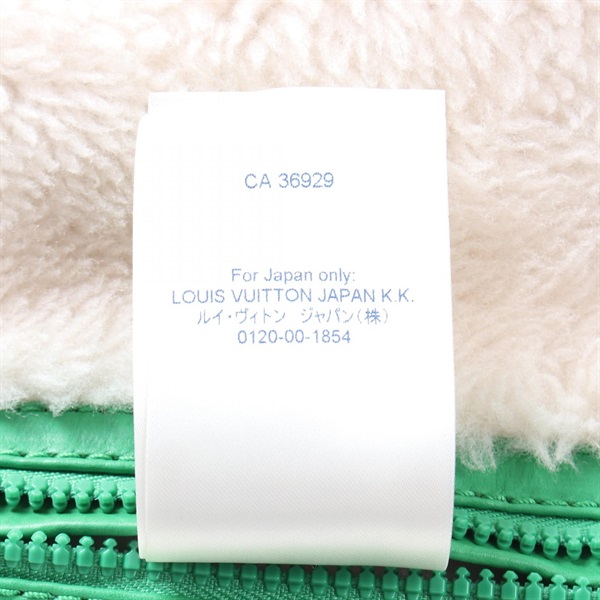 CA 36929
For Japan only:
LOUIS VUITTON JAPAN K.K.
ルイ・ヴィトン　ジャパン(株)
0120-00-1854